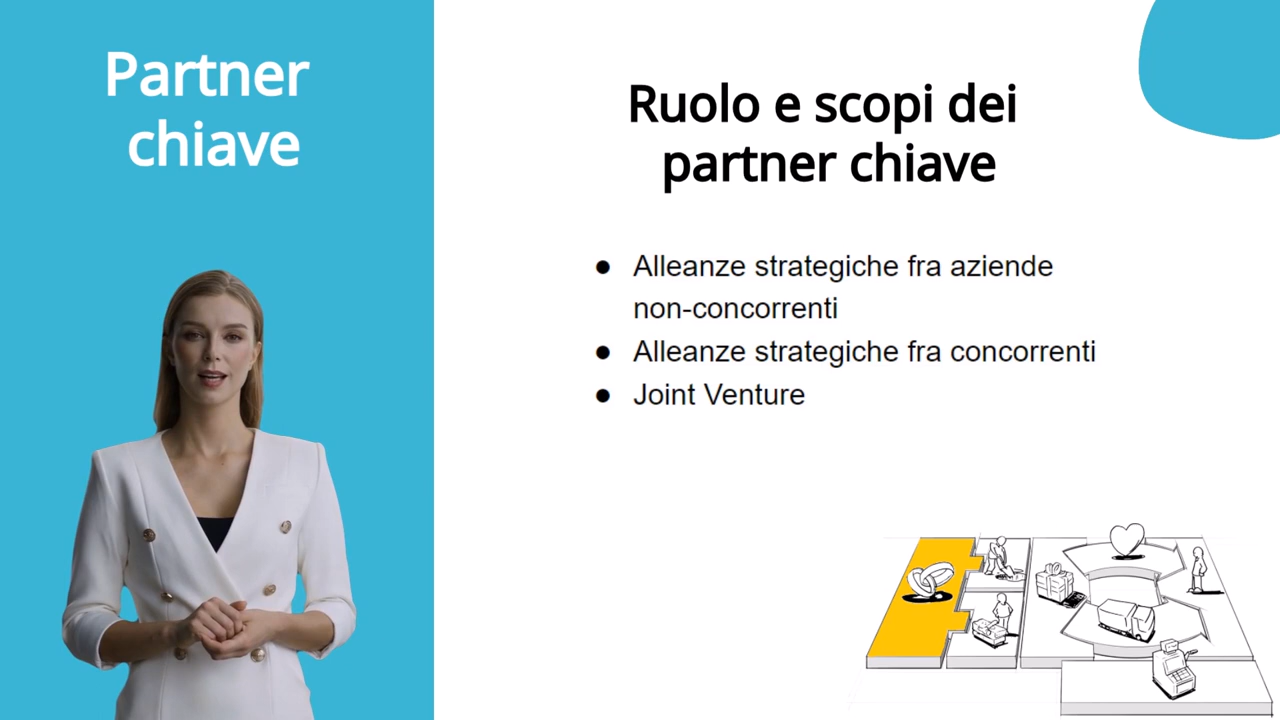 Partner
chiave
Ruolo e scopi dei
partner chiave
● Alleanze strategiche fra aziende
non-concorrenti
● Alleanze strategiche fra concorrenti
● Joint Venture